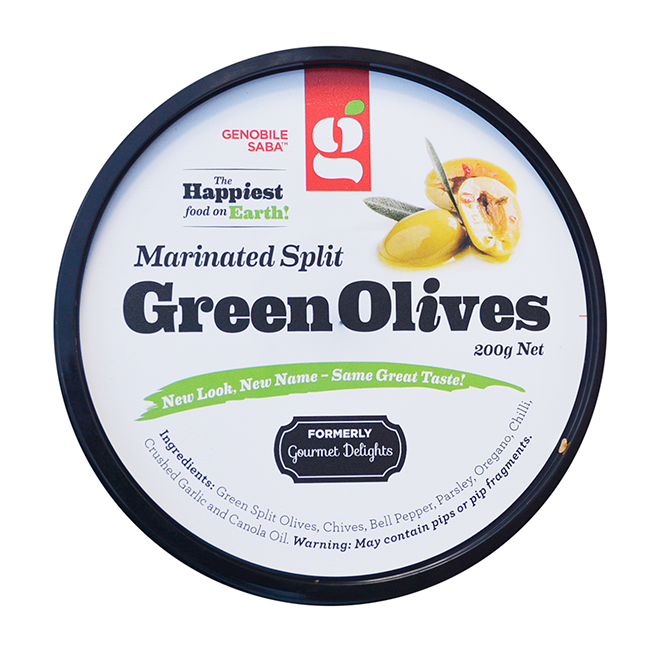 g
GENOBILE
SABA™
The
Happiest
food on Earth!
Marinated Split
Green Olives
200g Net
New Look, New Name – Same Great Taste!
FORMERLY
Gourmet Delights
Ingredients: Green Split Olives, Chives, Bell Pepper, Parsley, Oregano, Chilli,
Crushed Garlic and Canola Oil. Warning: May contain pips or pip fragments.